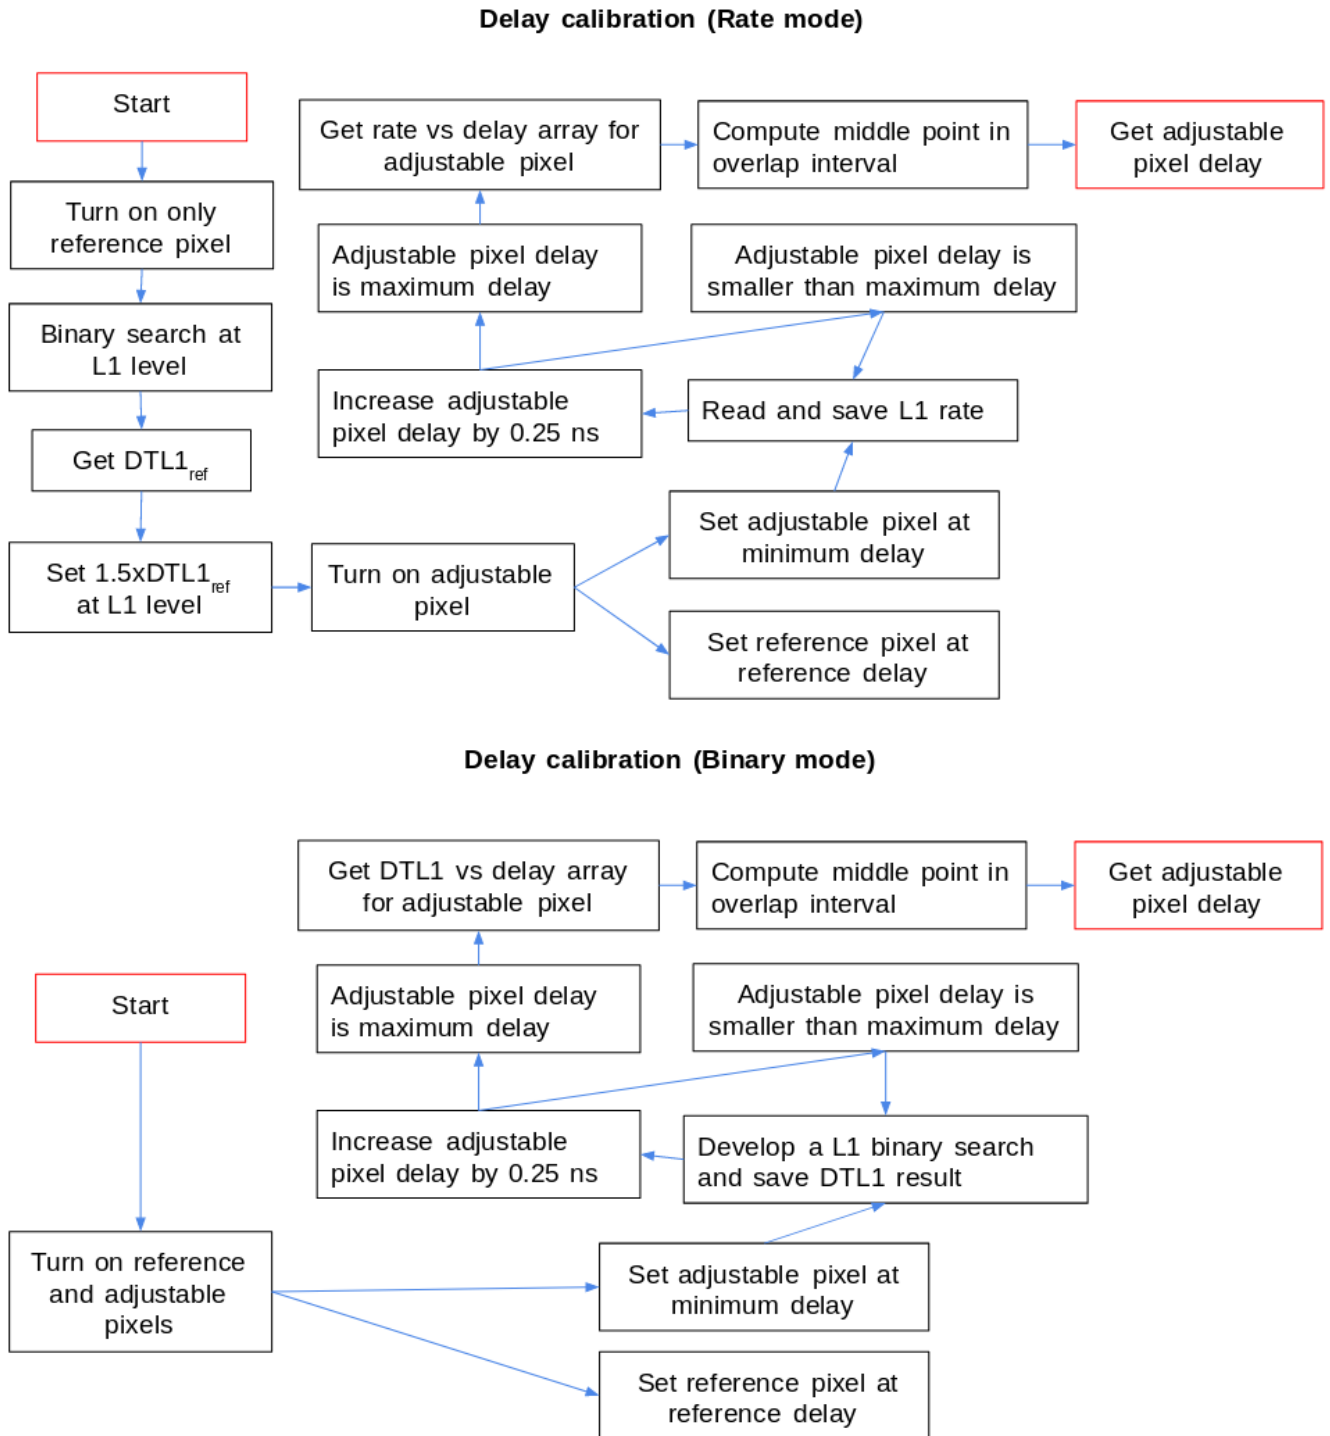 Delay calibration (Rate mode)
Start
Turn on only
reference pixel
Binary search at
L1 level
Get DTL1ref
Set 1.5xDTL1ref
at L1 level
Turn on adjustable
pixel
Set adjustable pixel at
minimum delay
Set reference pixel at
reference delay
Read and save L1 rate
Increase adjustable
pixel delay by 0.25 ns
Adjustable pixel delay is
smaller than maximum delay
Adjustable pixel delay
is maximum delay
Get rate vs delay array for
adjustable pixel
Compute middle point in
overlap interval
Get adjustable
pixel delay
Delay calibration (Binary mode)
Start
Turn on reference
and adjustable
pixels
Set adjustable pixel at
minimum delay
Set reference pixel at
reference delay
Develop a L1 binary search
and save DTL1 result
Increase adjustable
pixel delay by 0.25 ns
Adjustable pixel delay is
smaller than maximum delay
Adjustable pixel delay
is maximum delay
Get DTL1 vs delay array
for adjustable pixel
Compute middle point in
overlap interval
Get adjustable
pixel delay